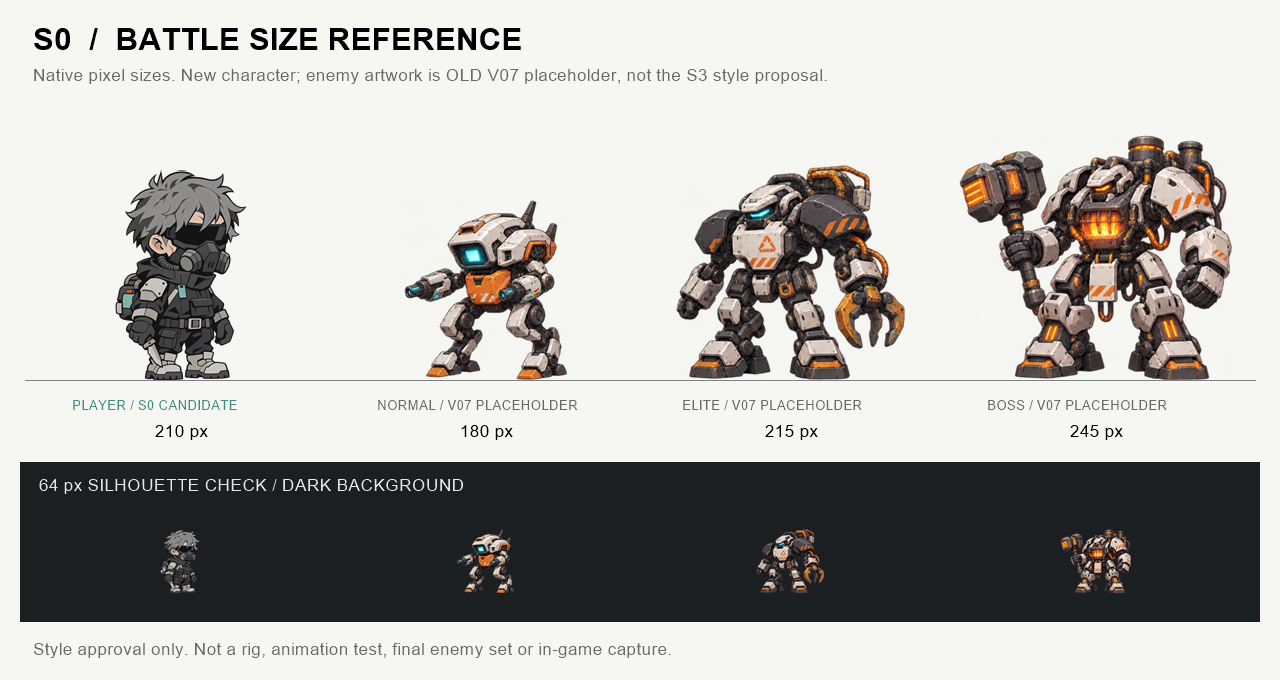 S0 / BATTLE SIZE REFERENCE
Native pixel sizes. New character; enemy artwork is OLD V07 placeholder, not the S3 style proposal.
PLAYER / S0 CANDIDATE
210 px
NORMAL / V07 PLACEHOLDER
180 px
ELITE / V07 PLACEHOLDER
215 px
BOSS / V07 PLACEHOLDER
245 px
64 px SILHOUETTE CHECK / DARK BACKGROUND
Style approval only. Not a rig, animation test, final enemy set or in-game capture.